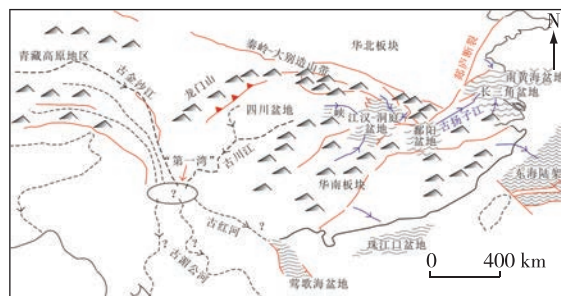 N
青藏高原地区
古金沙江
龙门山
秦岭-大别造山带
华北板块
郯庐断裂
南黄海盆地
长
角盆地
四川盆地
峡
江汉-洞庭
盆地
鄱阳
盆地
古扬子江
“第一湾”
古川江
华南板块
东海陆架
?
古红河
?
?
?
古湄公河
珠江口盆地
莺歌海盆地
0 400 km